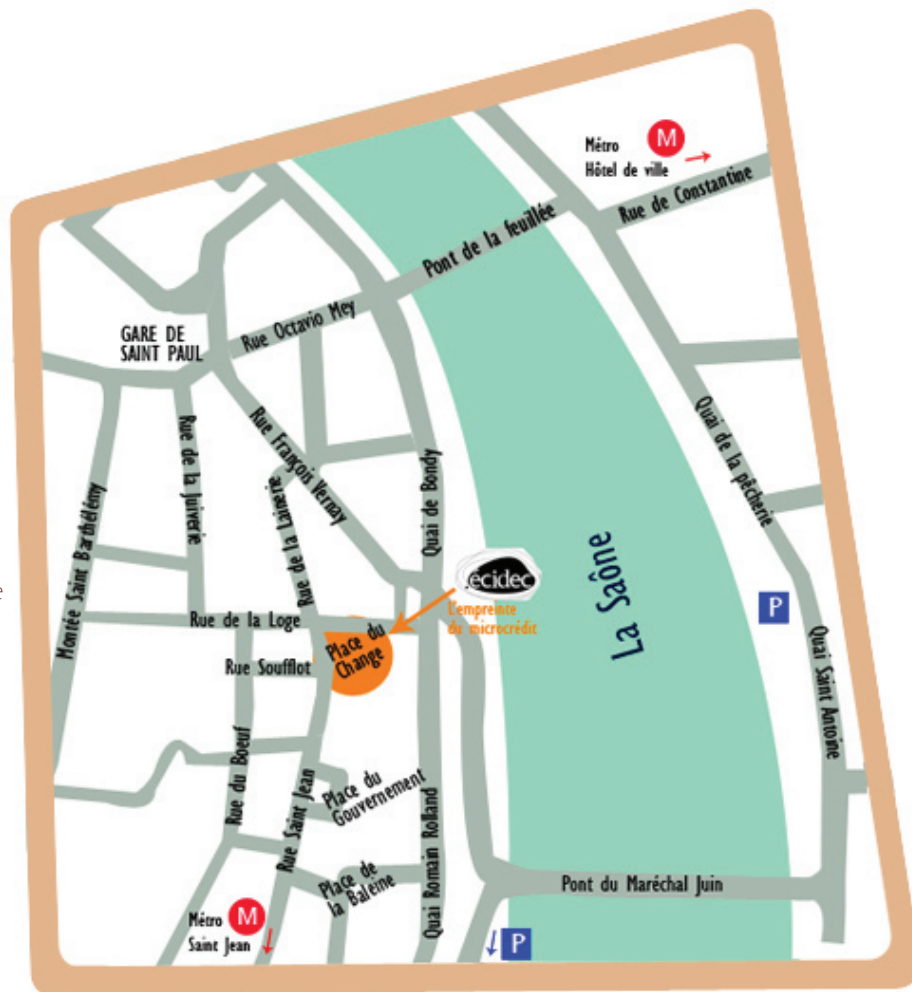 Métro
Hôtel de ville
M
Rue de Constantine
Pont de la feuillée
Rue Octavio Mey
GARE DE
SAINT PAUL
Rue François Vernay
Rue de la Juiverie
Rue de la Lainerie
Quai de Bondy
Quai de la pêcherie
Montée Saint Barthélémy
écidec
L'empreinte
du microcrédit
La Saône
P
e
Rue de la Loge
Place du
Change
Rue Soufflot
Quai Saint Antoine
Rue du Boeuf
Rue Saint Jean
Place du
Gouvernement
Quai Romain Rolland
Place de
la Baleine
Pont du Maréchal Juin
Métro
Saint Jean
M
P